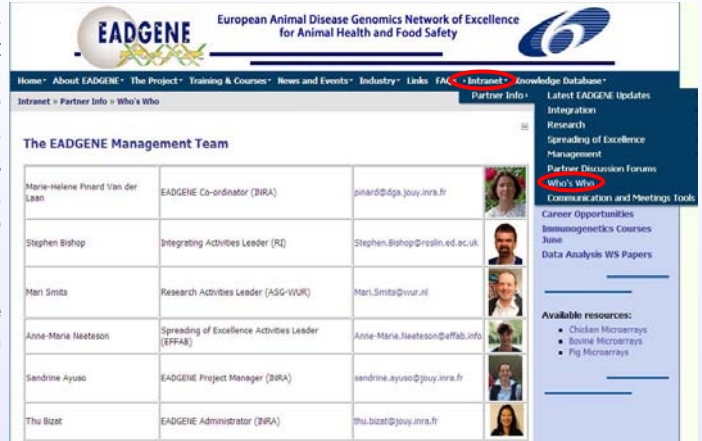 EADGENE
European Animal Disease Genomics Network of Excellence
for Animal Health and Food Safety
6
Home About EADGENE The Project Training & Courses News and Events Industry Links FAQ Intranet Knowledge Database
Intranet » Partner Info » Who's Who
Partner Info
Latest EADGENE Updates
Integration
Research
Spreading of Excellence
Management
Partner Discussion Forums
Who's Who
Communication and Meetings Tools
The EADGENE Management Team
Marie-Helene Pinard Van der
Laan
EADGENE Co-ordinator (INRA)
pinard@dga.jouy.inra.fr
Stephen Bishop
Integrating Activities Leader (RI)
Stephen.Bishop@roslin.ed.ac.uk
Mari Smits
Research Activities Leader (ASG-WUR)
Mari.Smits@wur.nl
Anne-Marie Neeteson
Spreading of Excellence Activities Leader
(EFFAB)
Anne-Marie.Neeteson@effab.info
Sandrine Ayuso
EADGENE Project Manager (INRA)
sandrine.ayuso@jouy.inra.fr
Thu Bizat
EADGENE Administrator (INRA)
thu.bizat@jouy.inra.fr
Career Opportunities
Immunogenetics Courses
June
Data Analysis WS Papers
Available resources:
Chicken Microarrays
Bovine Microarrays
Pig Microarrays